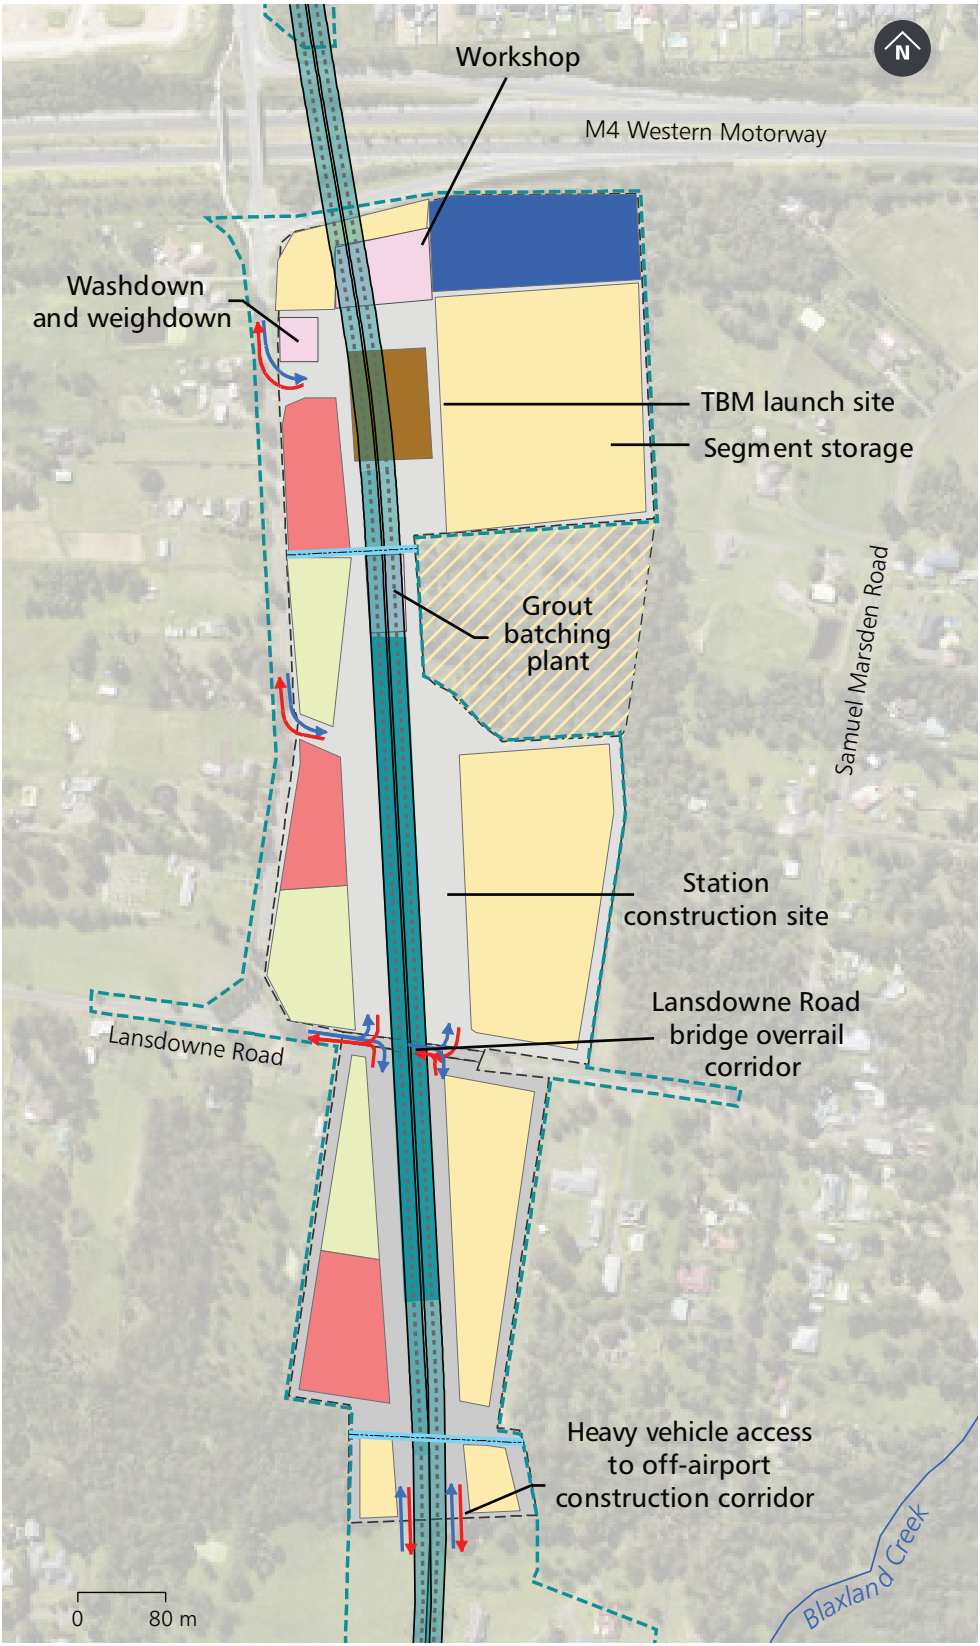 Workshop
N
M4 Western Motorway
Washdown
and weighdown
TBM launch site
Segment storage
Grout
batching
plant
Samuel Marsden Road
Station
construction site
Lansdowne Road
bridge overrail
corridor
Lansdowne Road
Heavy vehicle access
to off-airport
construction corridor
Blaxland Creek
0 80 m